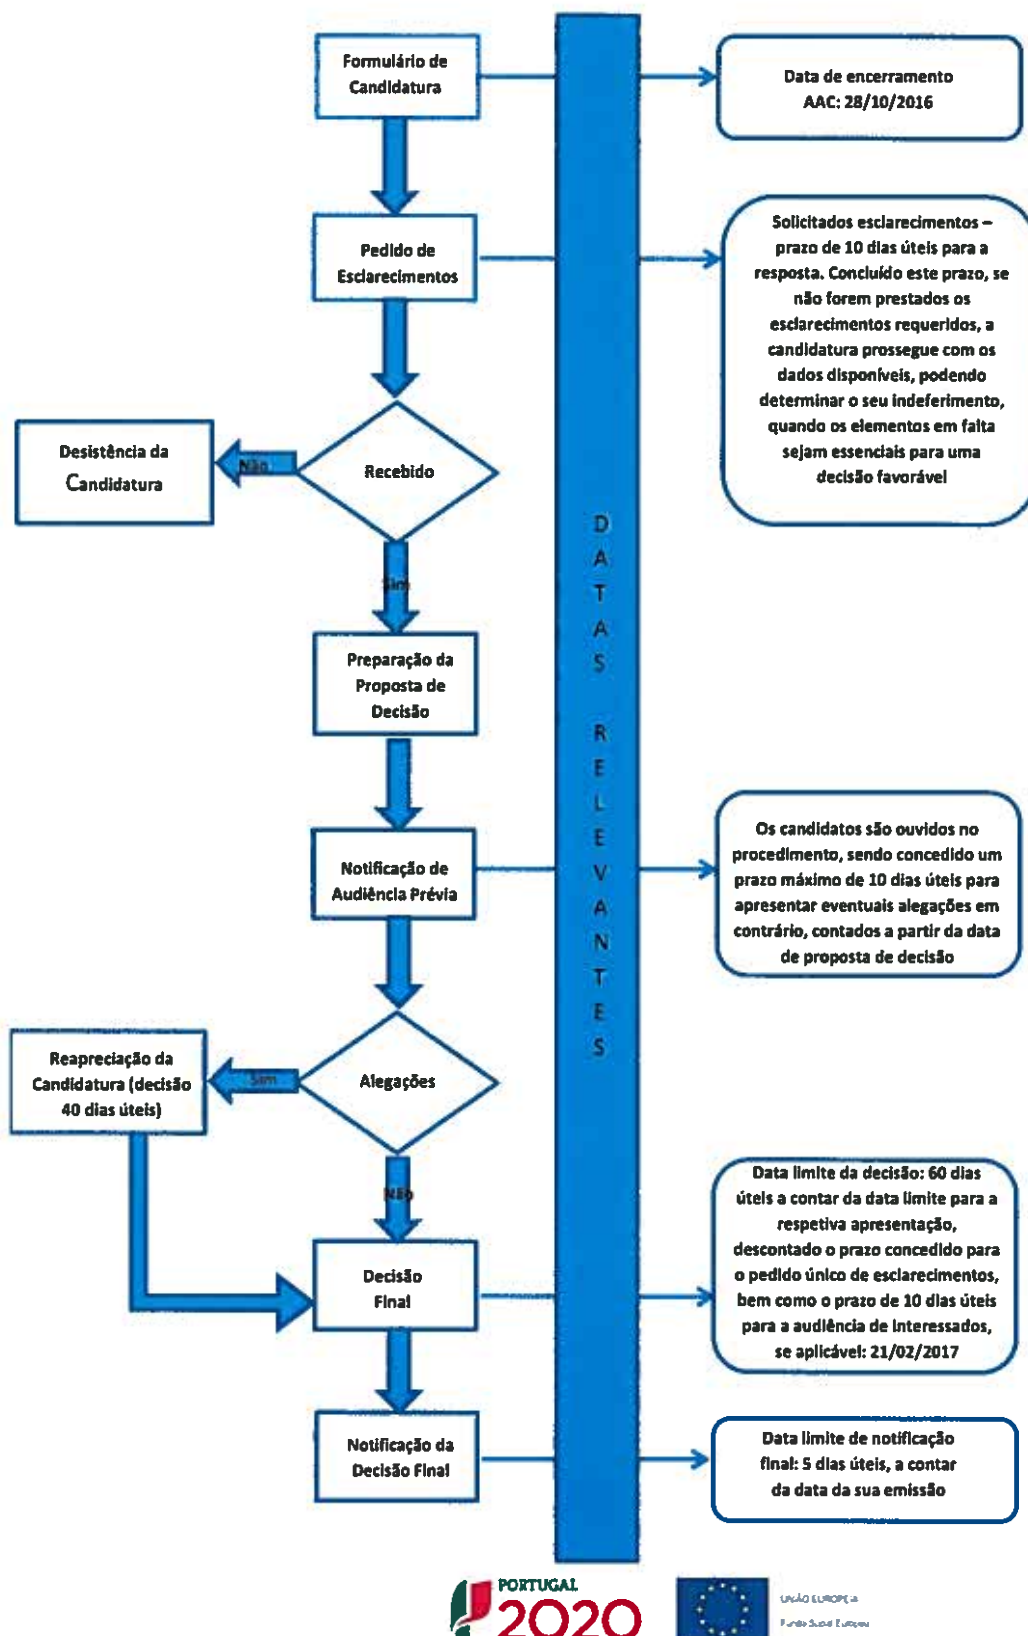 Formulário de
Candidatura
Data de encerramento
AAC: 28/10/2016
Pedido de
Esclarecimentos
Solicitados esclarecimentos –
prazo de 10 dias úteis para a
resposta. Concluído este prazo, se
não forem prestados os
esclarecimentos requeridos, a
candidatura prossegue com os
dados disponíveis, podendo
determinar o seu indeferimento,
quando os elementos em falta
sejam essenciais para uma
decisão favorável
Desistência da
Candidatura
Não
Recebido
Sim
DATAS RELEVANTES
Preparação da
Proposta de
Decisão
Notificação de
Audiência Prévia
Os candidatos são ouvidos no
procedimento, sendo concedido um
prazo máximo de 10 dias úteis para
apresentar eventuais alegações em
contrário, contados a partir da data
de proposta de decisão
Reapreciação da
Candidatura (decisão
40 dias úteis)
Sim
Alegações
Não
Decisão
Final
Data limite da decisão: 60 dias
úteis a contar da data limite para a
respetiva apresentação,
descontado o prazo concedido para
o pedido único de esclarecimentos,
bem como o prazo de 10 dias úteis
para a audiência de interessados,
se aplicável: 21/02/2017
Notificação da
Decisão Final
Data limite de notificação
final: 5 dias úteis, a contar
da data da sua emissão
PORTUGAL
2020
UNIÃO EUROPEIA
Fundo Social Europeu